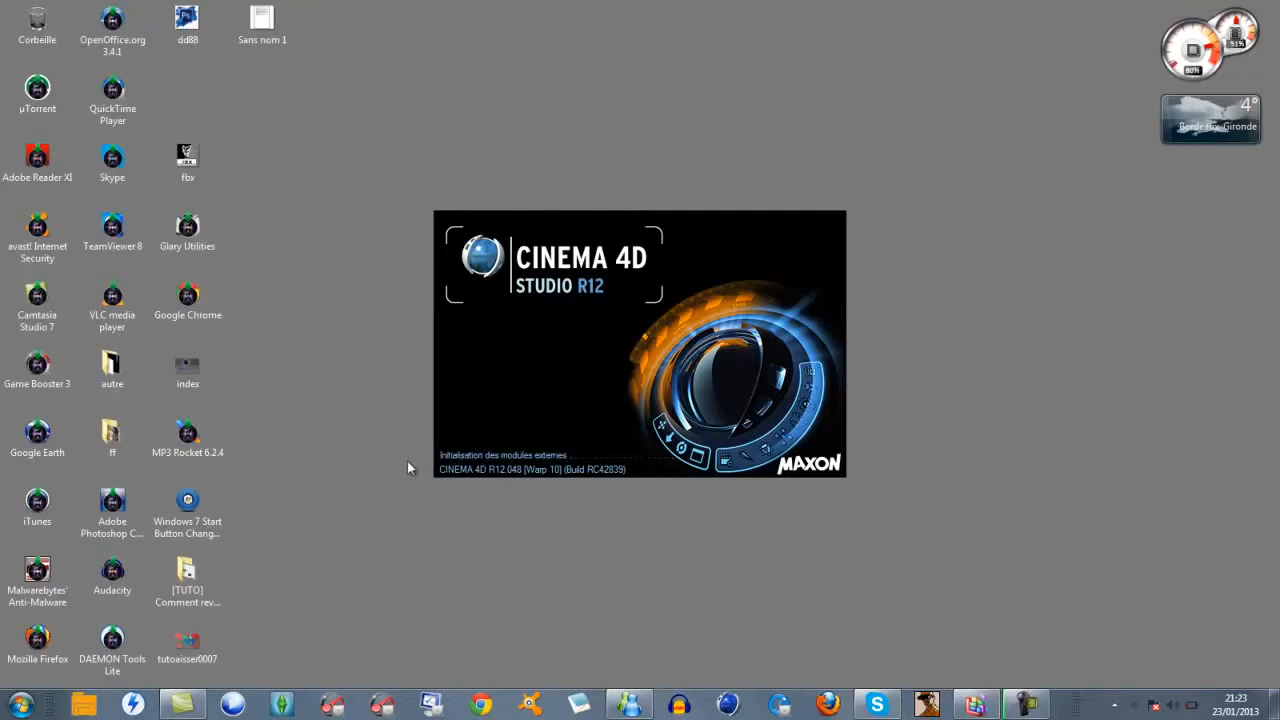 Corbeille
OpenOffice.org
3.4.1
dd88
Sans nom 1
µTorrent
QuickTime
Player
Adobe Reader XI
Skype
fbx
avast! Internet
Security
TeamViewer 8
Glary Utilities
Camtasia
Studio 7
VLC media
player
Google Chrome
Game Booster 3
autre
index
Google Earth
ff
MP3 Rocket 6.2.4
iTunes
Adobe
Photoshop C...
Windows 7 Start
Button Chang...
Malwarebytes'
Anti-Malware
Audacity
[TUTO]
Comment rev...
Mozilla Firefox
DAEMON Tools
Lite
tutoaisser0007
CINEMA 4D
STUDIO R12
Initialisation des modules externes
CINEMA 4D R12.048 [Warp 10] (Build RC42839)
MAXON
51%
80%
4°
Bordeaux, Gironde
21:23
23/01/2013